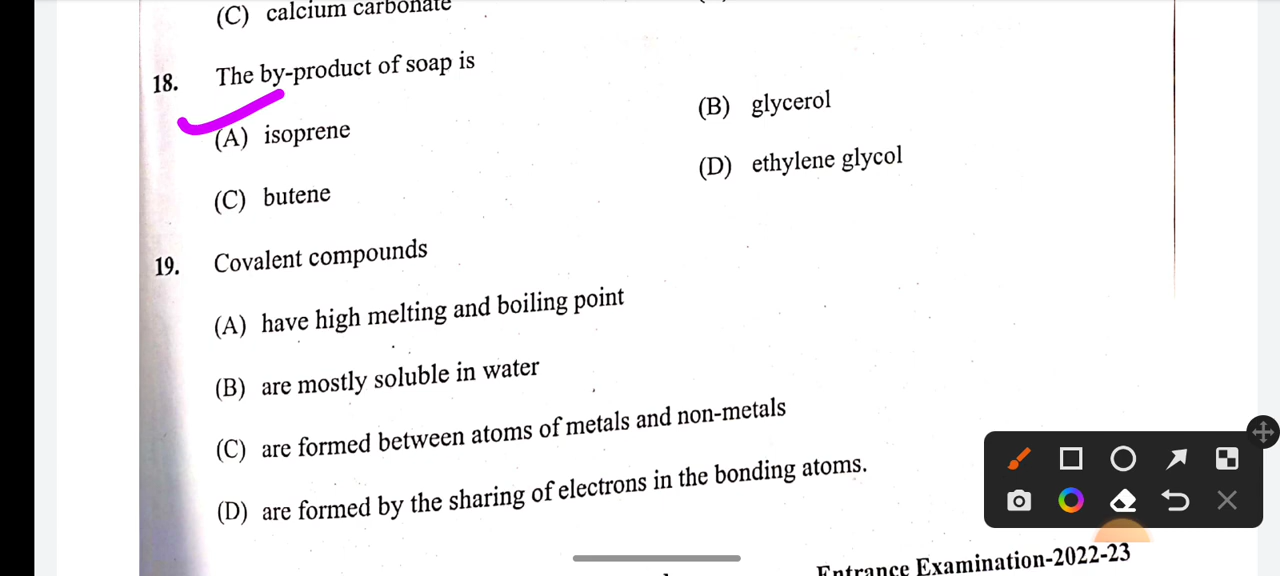 (C) calcium carbonate
18. The by-product of soap is
(A) isoprene
(B) glycerol
(C) butene
(D) ethylene glycol
19. Covalent compounds
(A) have high melting and boiling point
(B) are mostly soluble in water
(C) are formed between atoms of metals and non-metals
(D) are formed by the sharing of electrons in the bonding atoms.
Entrance Examination-2022-23